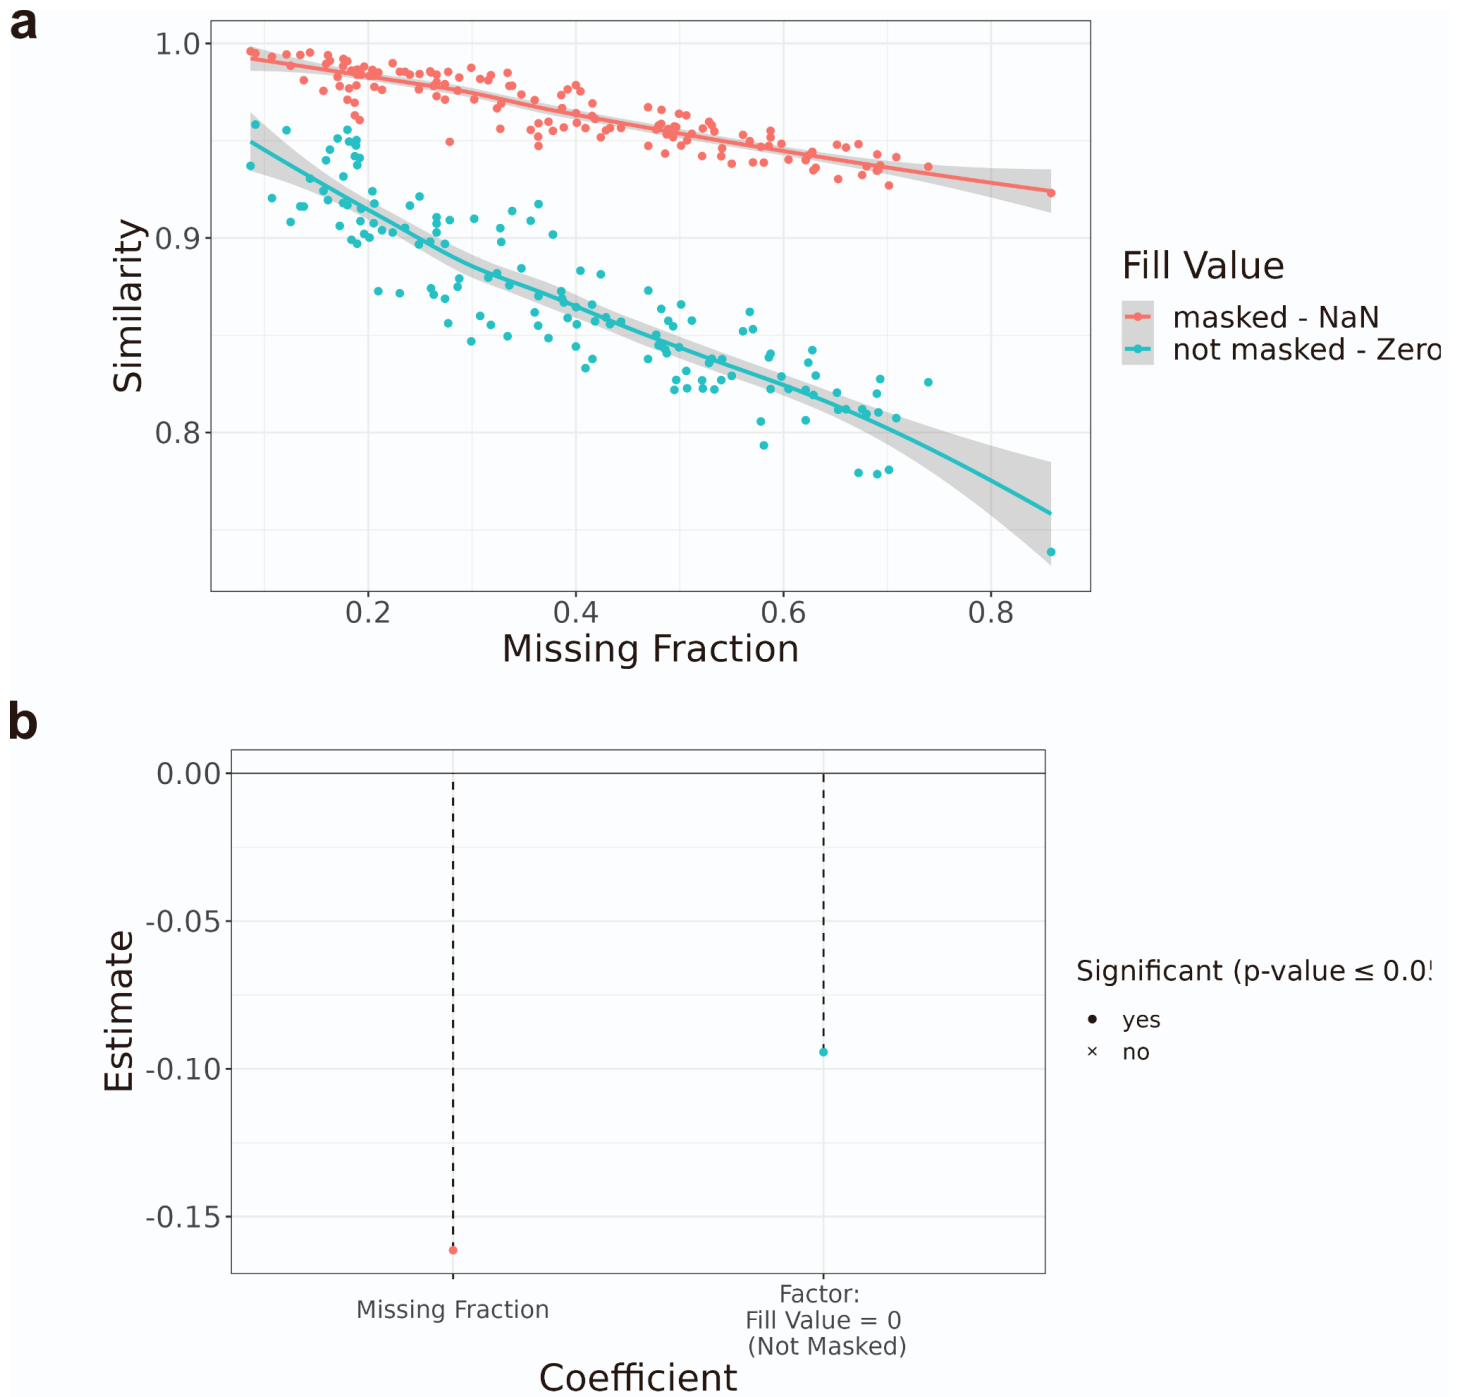 a
1.0
0.9
0.8
Similarity
0.2
0.4
0.6
0.8
Missing Fraction
Fill Value
masked - NaN
not masked - Zero
b
0.00
-0.05
-0.10
-0.15
Estimate
Missing Fraction
Factor:
Fill Value = 0
(Not Masked)
Coefficient
Significant (p-value ≤ 0.0
yes
no